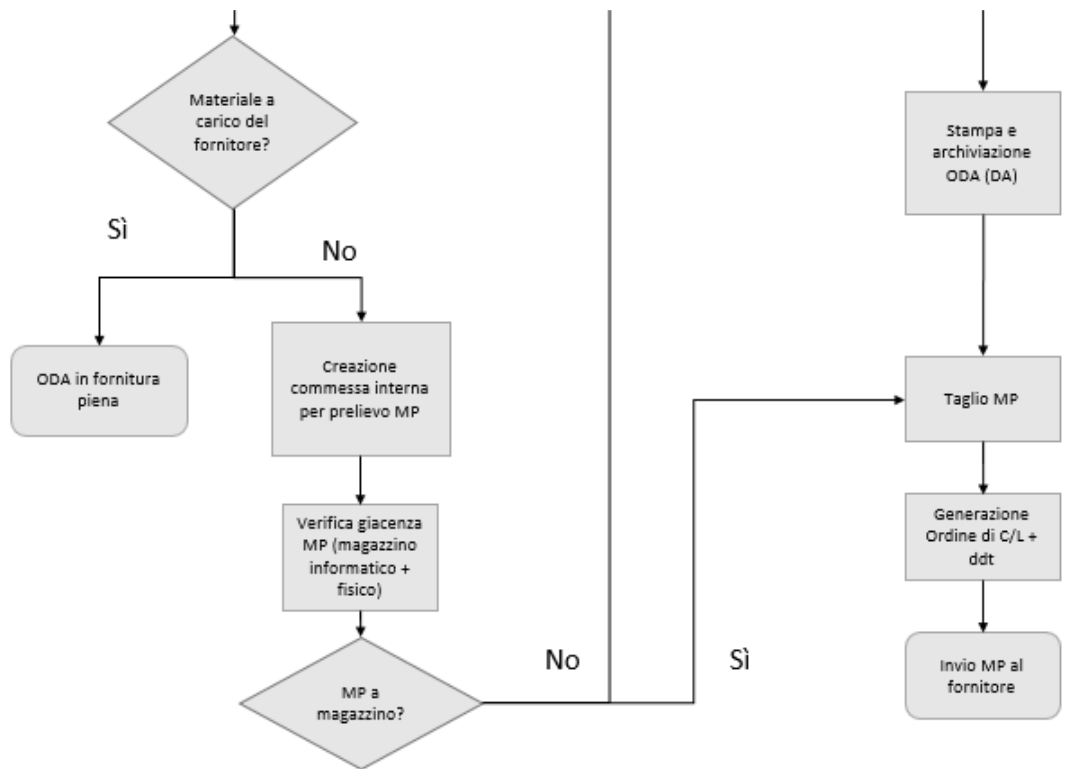 Materiale a
carico del
fornitore?
Sì
No
ODA in fornitura
piena
Creazione
commessa interna
per prelievo MP
Verifica giacenza
MP (magazzino
informatico +
fisico)
MP a
magazzino?
No
Sì
Stampa e
archiviazione
ODA (DA)
Taglio MP
Generazione
Ordine di C/L +
ddt
Invio MP al
fornitore